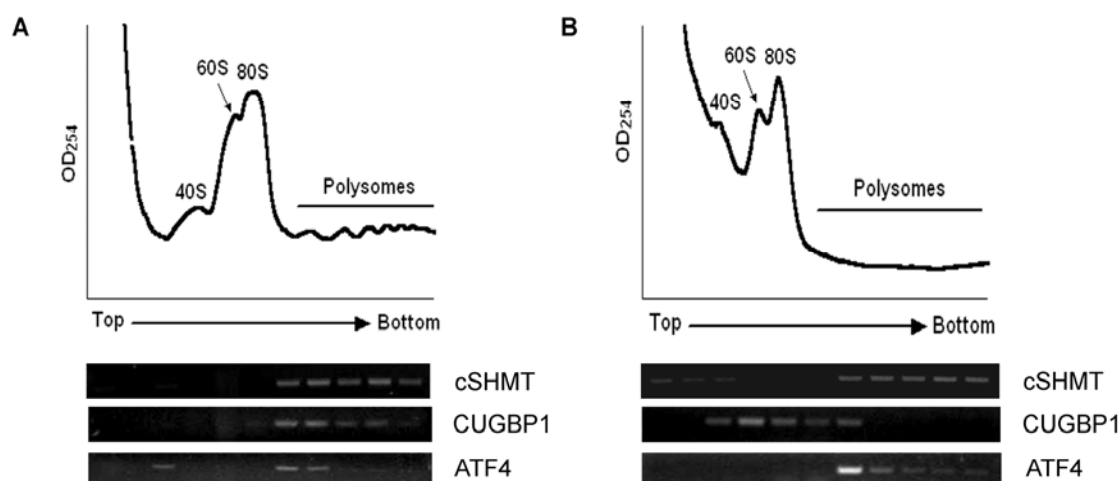 A
60S 80S
40S
Polysomes
OD254
Top Bottom
cSHMT
CUGBP1
ATF4
B
60S 80S
40S
Polysomes
OD254
Top Bottom
cSHMT
CUGBP1
ATF4